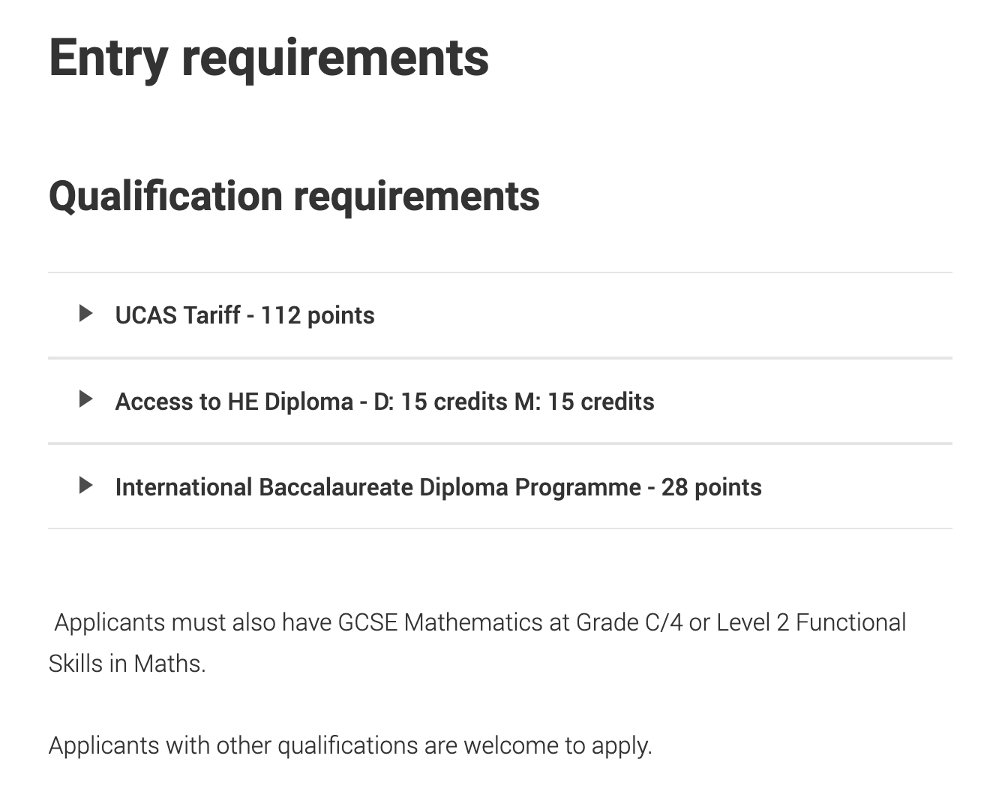 Entry requirements
Qualification requirements
UCAS Tariff - 112 points
Access to HE Diploma - D: 15 credits M: 15 credits
International Baccalaureate Diploma Programme - 28 points
Applicants must also have GCSE Mathematics at Grade C/4 or Level 2 Functional
Skills in Maths.
Applicants with other qualifications are welcome to apply.